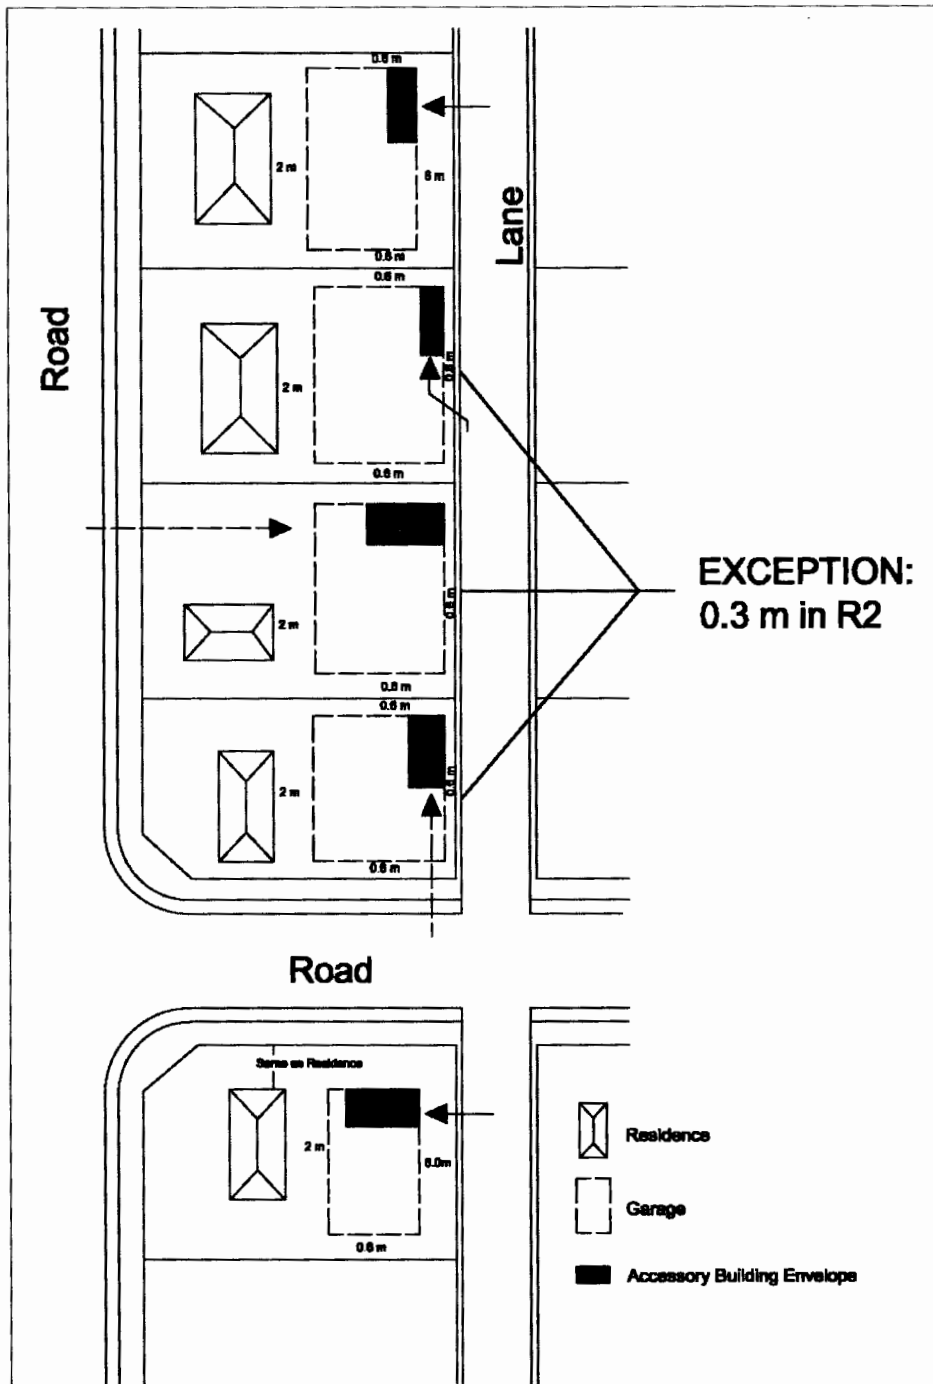 0.6 m
2 m
6 m
Lane
0.6 m
0.6 m
Road
2 m
0.6 m
0.6 m
EXCEPTION:
0.3 m in R2
0.6 m
2 m
0.6 m
0.6 m
0.6 m
2 m
0.6 m
Road
Same as Residence
2 m
6.0m
0.6 m
Residence
Garage
Accessory Building Envelope